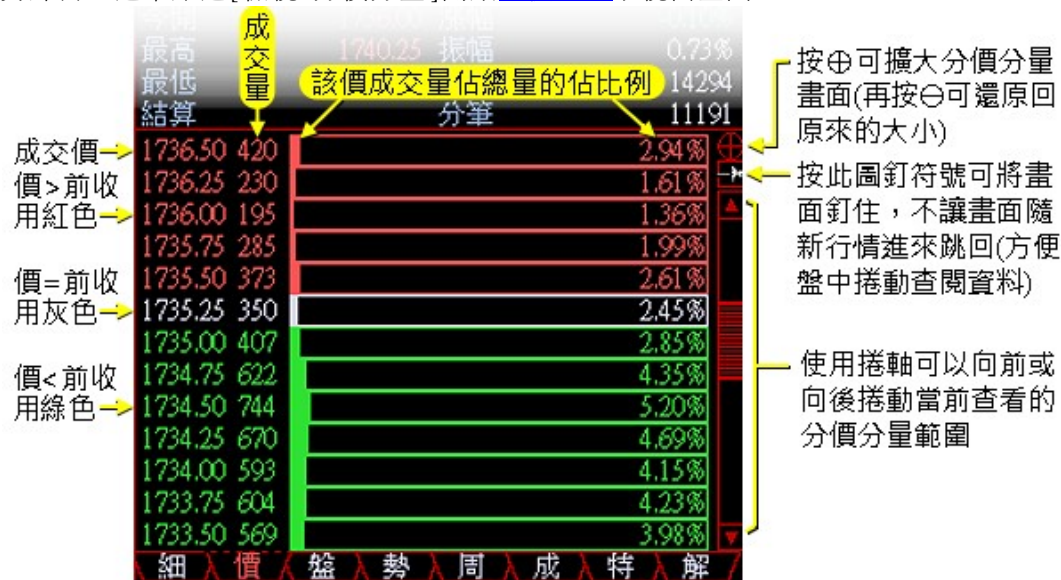 成交量
最高 1740.25 振幅 0.73%
最低 14294
該價成交量佔總量的佔比例
結算 分筆 11191
成交價
價>前收
用紅色
價=前收
用灰色
價<前收
用綠色
1736.50 420 2.94%
1736.25 230 1.61%
1736.00 195 1.36%
1735.75 285 1.99%
1735.50 373 2.61%
1735.25 350 2.45%
1735.00 407 2.85%
1734.75 622 4.35%
1734.50 744 5.20%
1734.25 670 4.69%
1734.00 593 4.15%
1733.75 604 4.23%
1733.50 569 3.98%
細 價 盤 勢 周 成 特 解
按⊕可擴大分價分量
畫面(再按⊖可還原回
原來的大小)
按此圖釘符號可將畫
面釘住,不讓畫面隨
新行情進來跳回(方便
盤中捲動查閱資料)
使用捲軸可以向前或
向後捲動當前查看的
分價分量範圍